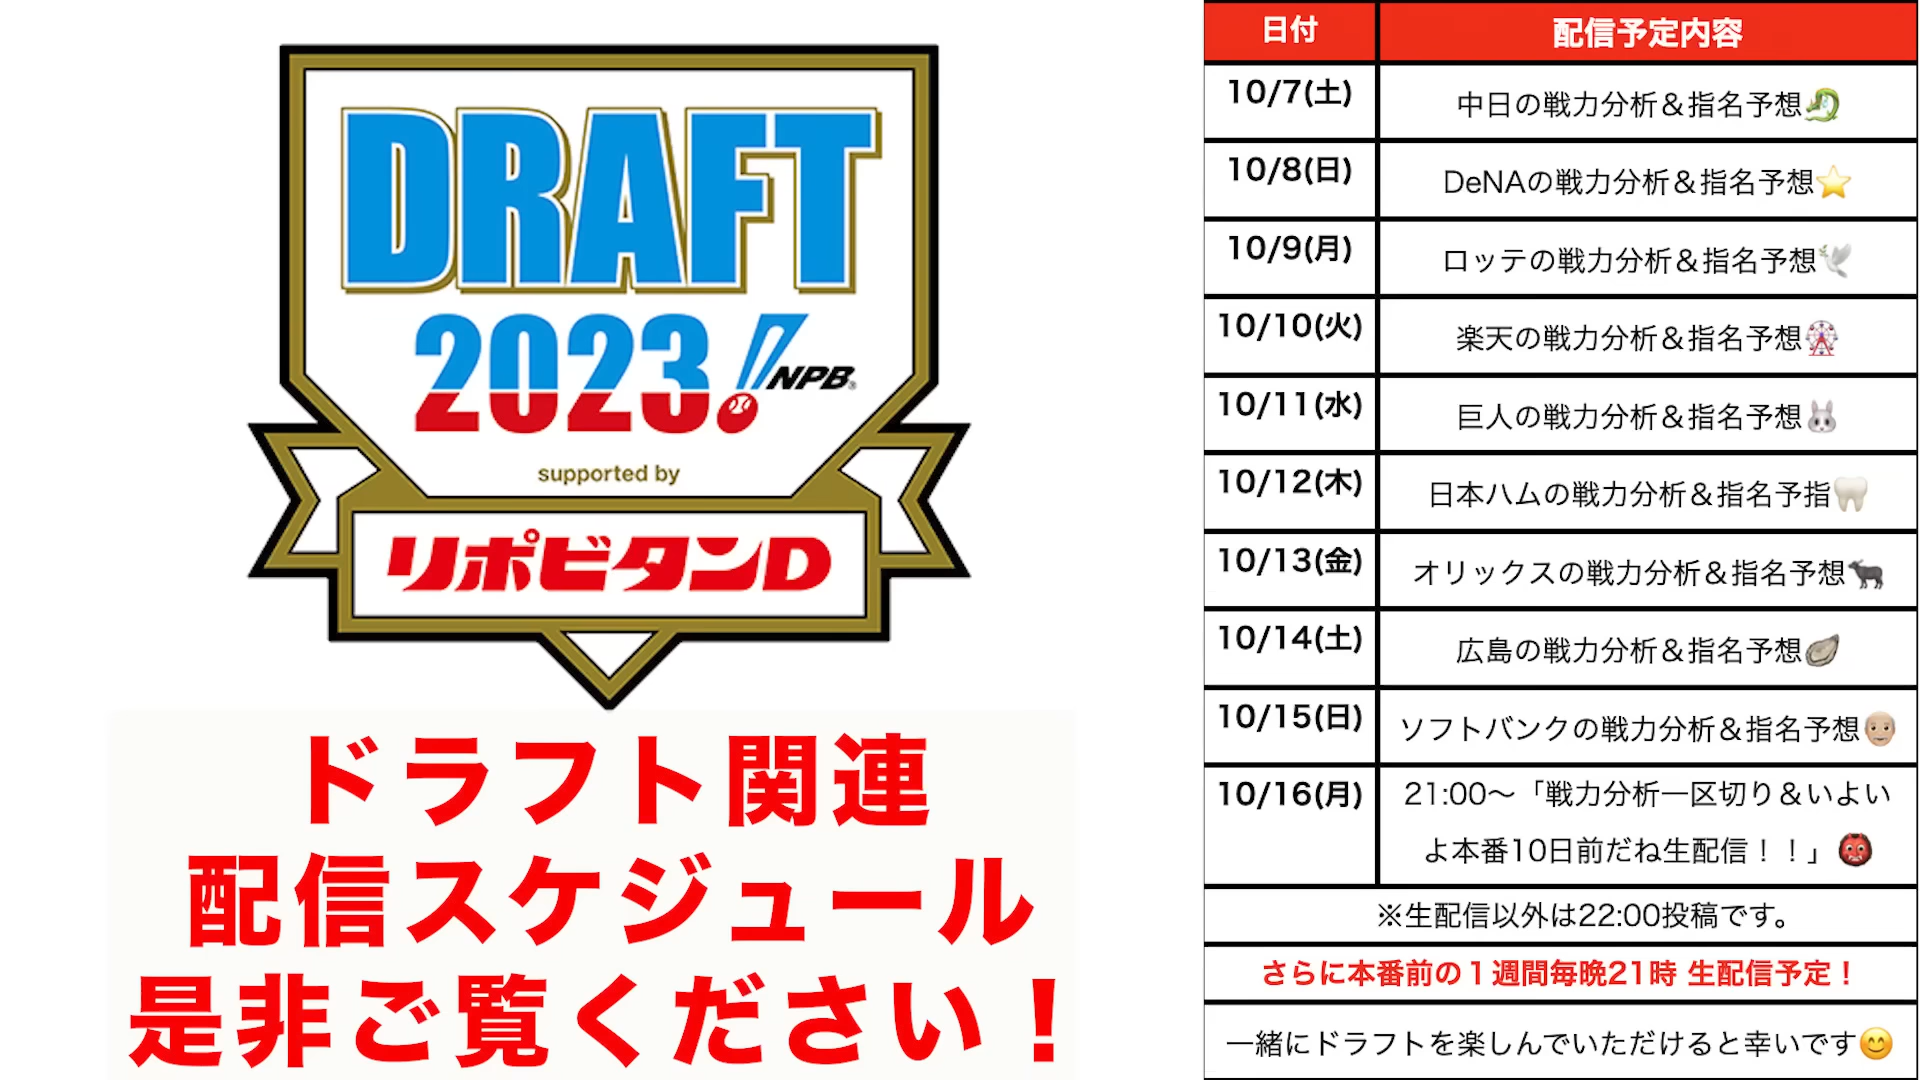 DRAFT
2023!
NPB
supported by
リポビタンD
ドラフト関連
配信スケジュール
是非ご覧ください!
日付 配信予定内容
10/7(土) 中日の戦力分析＆指名予想🐉
10/8(日) DeNAの戦力分析＆指名予想⭐
10/9(月) ロッテの戦力分析＆指名予想🕊
10/10(火) 楽天の戦力分析＆指名予想🎡
10/11(水) 巨人の戦力分析＆指名予想🐰
10/12(木) 日本ハムの戦力分析＆指名予指🦷
10/13(金) オリックスの戦力分析＆指名予想🐃
10/14(土) 広島の戦力分析＆指名予想🦪
10/15(日) ソフトバンクの戦力分析＆指名予想👴
10/16(月) 21:00〜「戦力分析一区切り＆いよい
よ本番10日前だね生配信！！」👹
※生配信以外は22:00投稿です。
さらに本番前の１週間毎晩21時 生配信予定！
一緒にドラフトを楽しんでいただけると幸いです😊